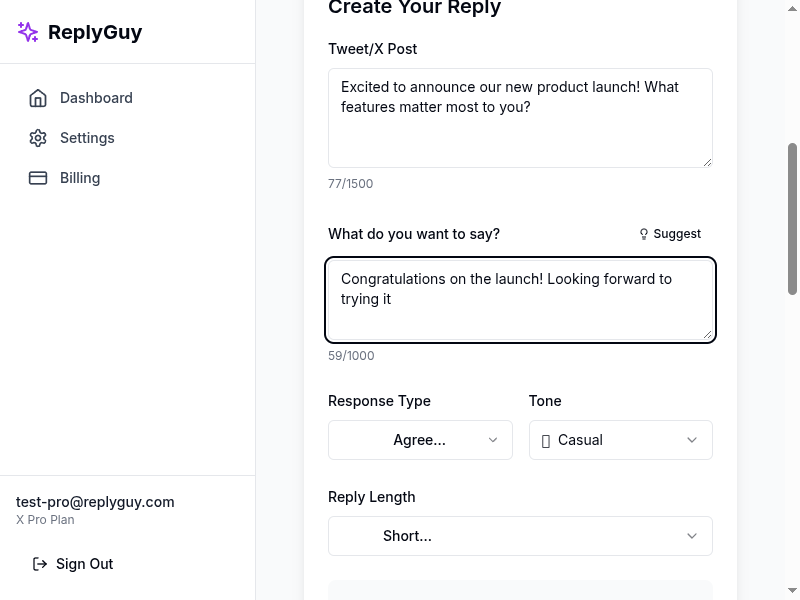 ReplyGuy
Dashboard
Settings
Billing
test-pro@replyguy.com
X Pro Plan
Sign Out
Create Your Reply
Tweet/X Post
Excited to announce our new product launch! What
features matter most to you?
77/1500
What do you want to say?
Suggest
Congratulations on the launch! Looking forward to
trying it
59/1000
Response Type
Tone
Agree...
Casual
Reply Length
Short...